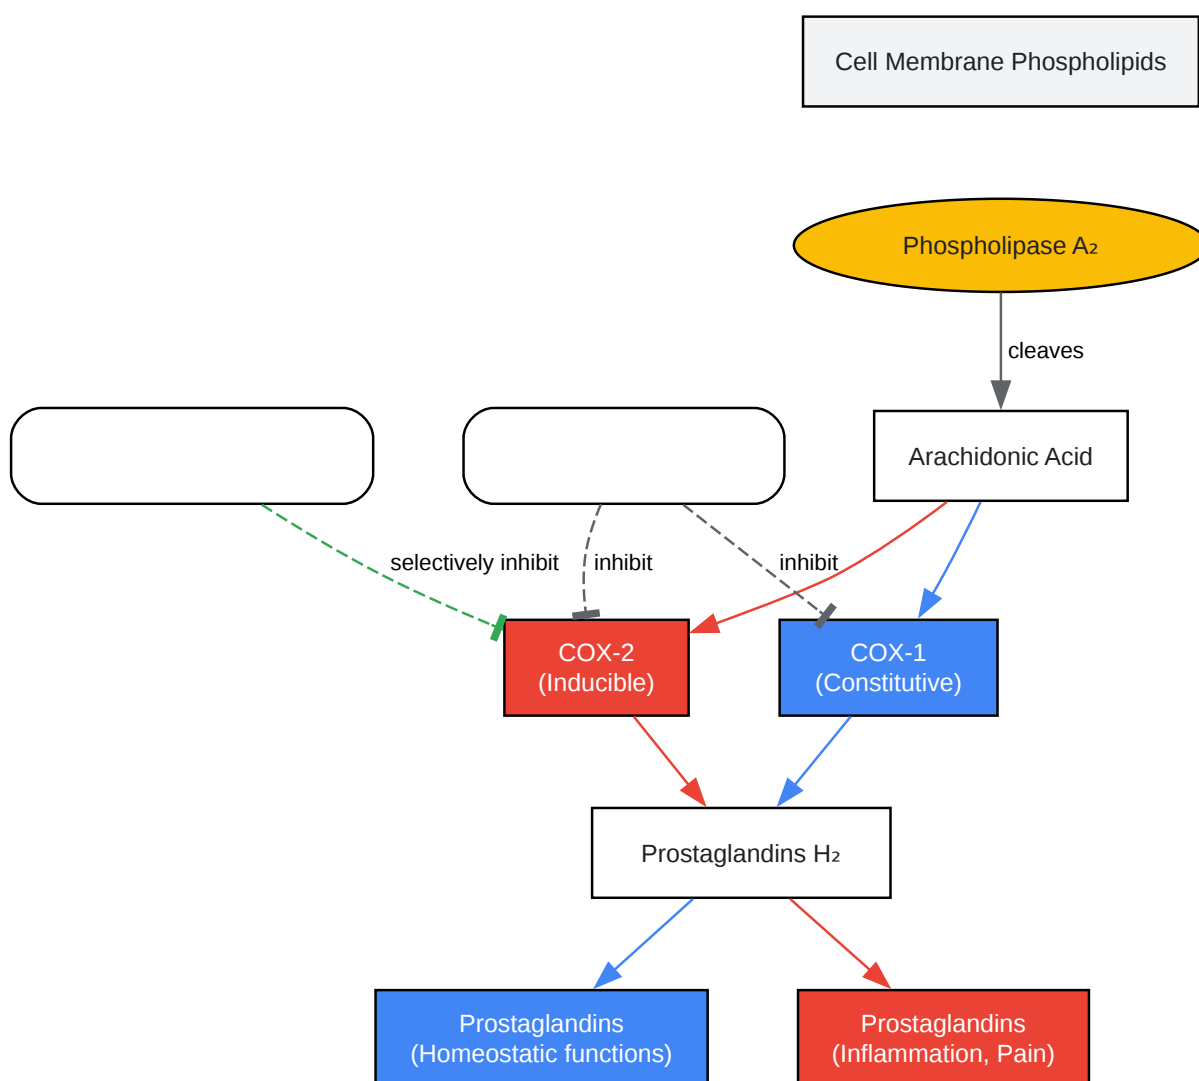 Cell Membrane Phospholipids
Phospholipase A₂
cleaves
Arachidonic Acid
selectively inhibit
inhibit
inhibit
COX-2
(Inducible)
COX-1
(Constitutive)
Prostaglandins H₂
Prostaglandins
(Homeostatic functions)
Prostaglandins
(Inflammation, Pain)